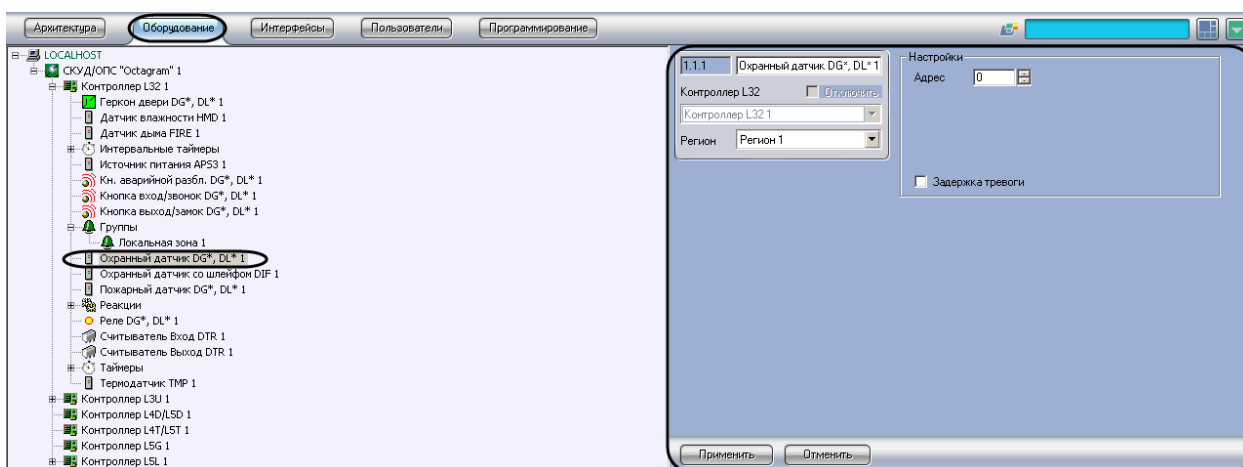 Архитектура Оборудование Интерфейсы Пользователи Программирование
LOCALHOST
СКУД/ОПС "Octagram" 1
Контроллер L32 1
Геркон двери DG*, DL* 1
Датчик влажности HMD 1
Датчик дыма FIRE 1
Интервальные таймеры
Источник питания APS3 1
Кн. аварийной разбл. DG*, DL* 1
Кнопка вход/звонок DG*, DL* 1
Кнопка выход/замок DG*, DL* 1
Группы
Локальная зона 1
Охранный датчик DG*, DL* 1
Охранный датчик со шлейфом DIF 1
Пожарный датчик DG*, DL* 1
Реакции
Реле DG*, DL* 1
Считыватель Вход DTR 1
Считыватель Выход DTR 1
Таймеры
Термодатчик TMP 1
Контроллер L3U 1
Контроллер L4D/L5D 1
Контроллер L4T/L5T 1
Контроллер L5G 1
Контроллер L5L 1
1.1.1 Охранный датчик DG*, DL* 1
Контроллер L32 Отключить
Контроллер L32 1
Регион Регион 1
Настройки
Адрес 0
Задержка тревоги
Применить Отменить